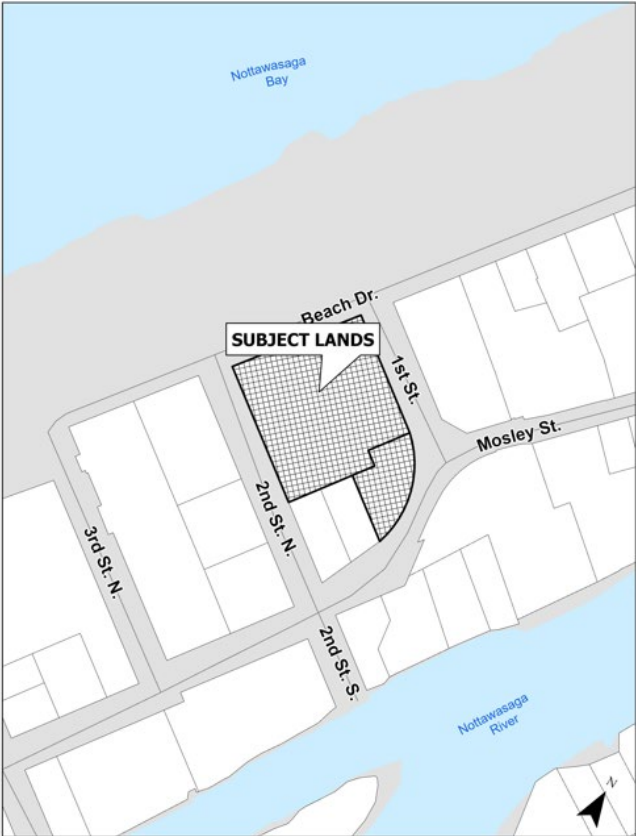 Nottawasaga
Bay
Beach Dr.
SUBJECT LANDS
1st St.
Mosley St.
2nd St. N.
3rd St. N.
2nd St. S.
Nottawasaga
River
N